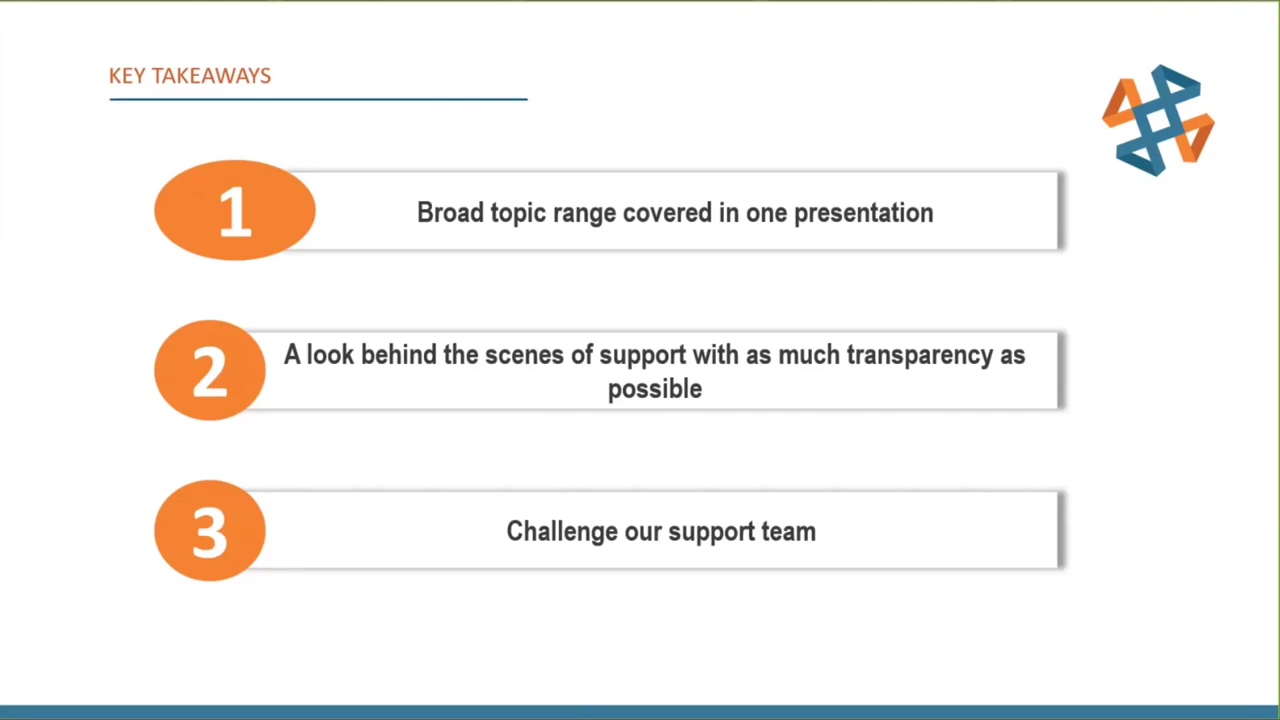 KEY TAKEAWAYS
1
Broad topic range covered in one presentation
2
A look behind the scenes of support with as much transparency as
possible
3
Challenge our support team